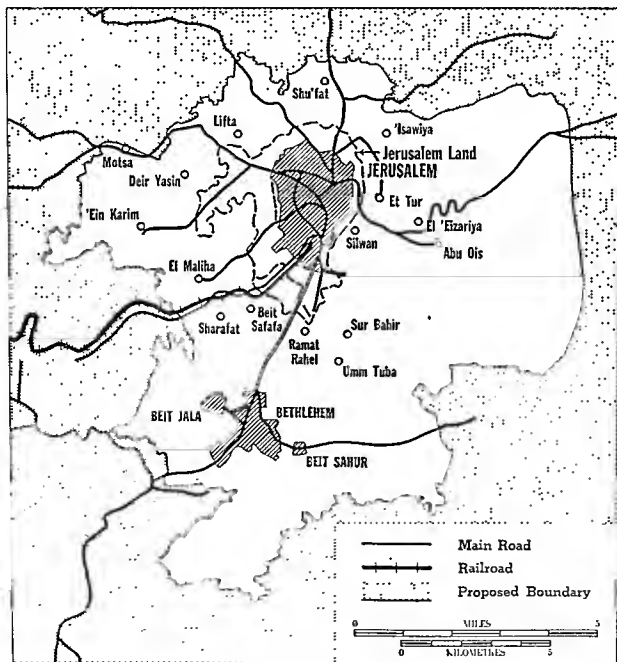 Shu'fat
Lifta
'Isawiya
Motsa
Deir Yasin
Jerusalem Land
JERUSALEM
'Ein Karim
Et Tur
El 'Eizariya
Silwan
Abu Ois
El Maliha
Sharafat
Beit
Safafa
Ramat
Rahel
Sur Bahir
Umm Tuba
BEIT JALA
BETHLEHEM
BEIT SAHUR
Main Road
Railroad
Proposed Boundary
MILES
0 5
0 5
KILOMETRES